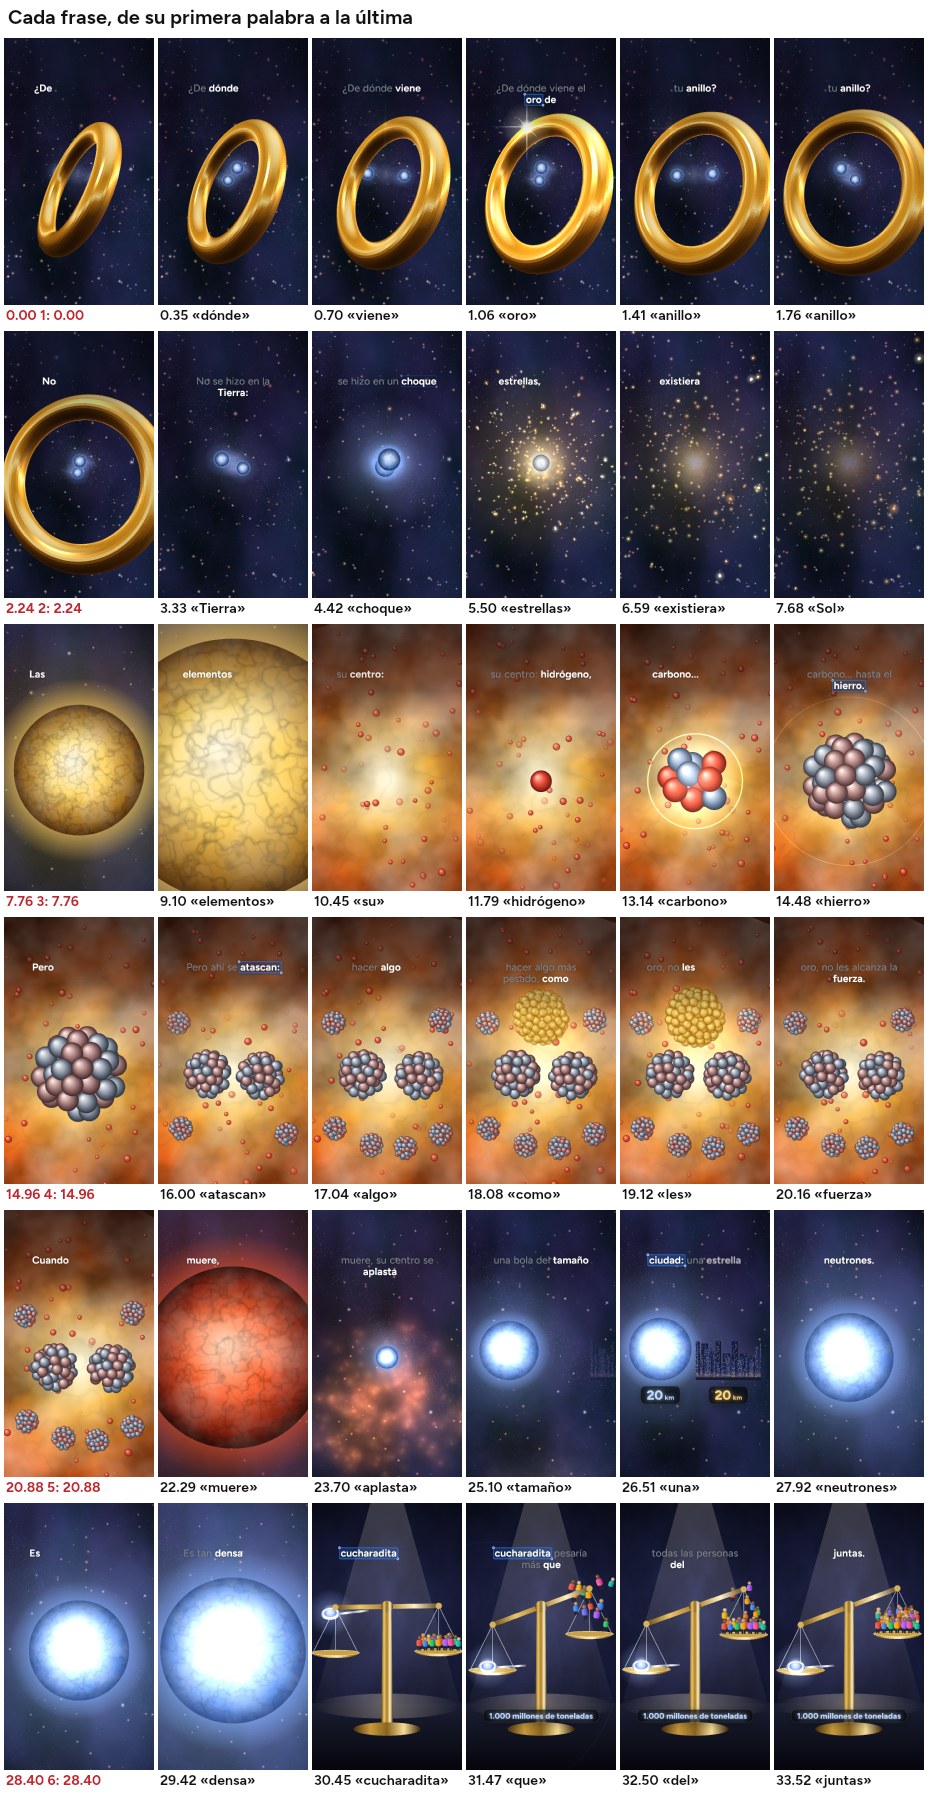 Cada frase, de su primera palabra a la última
¿De
¿De dónde
¿De dónde viene
¿De dónde viene el
oro de
tu anillo?
tu anillo?
0.00 1: 0.00
0.35 «dónde»
0.70 «viene»
1.06 «oro»
1.41 «anillo»
1.76 «anillo»
No
No se hizo en la
Tierra:
se hizo en un choque
estrellas,
existiera
2.24 2: 2.24
3.33 «Tierra»
4.42 «choque»
5.50 «estrellas»
6.59 «existiera»
7.68 «Sol»
Las
elementos
su centro:
su centro: hidrógeno,
carbono...
carbono... hasta el
hierro.
7.76 3: 7.76
9.10 «elementos»
10.45 «su»
11.79 «hidrógeno»
13.14 «carbono»
14.48 «hierro»
Pero
Pero ahí se atascan:
hacer algo
hacer algo más
pesado, como
oro, no les
oro, no les alcanza la
fuerza.
14.96 4: 14.96
16.00 «atascan»
17.04 «algo»
18.08 «como»
19.12 «les»
20.16 «fuerza»
Cuando
muere,
muere, su centro se
aplasta
una bola del tamaño
ciudad: una estrella
20 km
20 km
neutrones.
20.88 5: 20.88
22.29 «muere»
23.70 «aplasta»
25.10 «tamaño»
26.51 «una»
27.92 «neutrones»
Es
Es tan densa
cucharadita
cucharadita pesaría
más que
1.000 millones de toneladas
todas las personas
del
1.000 millones de toneladas
juntas.
1.000 millones de toneladas
28.40 6: 28.40
29.42 «densa»
30.45 «cucharadita»
31.47 «que»
32.50 «del»
33.52 «juntas»